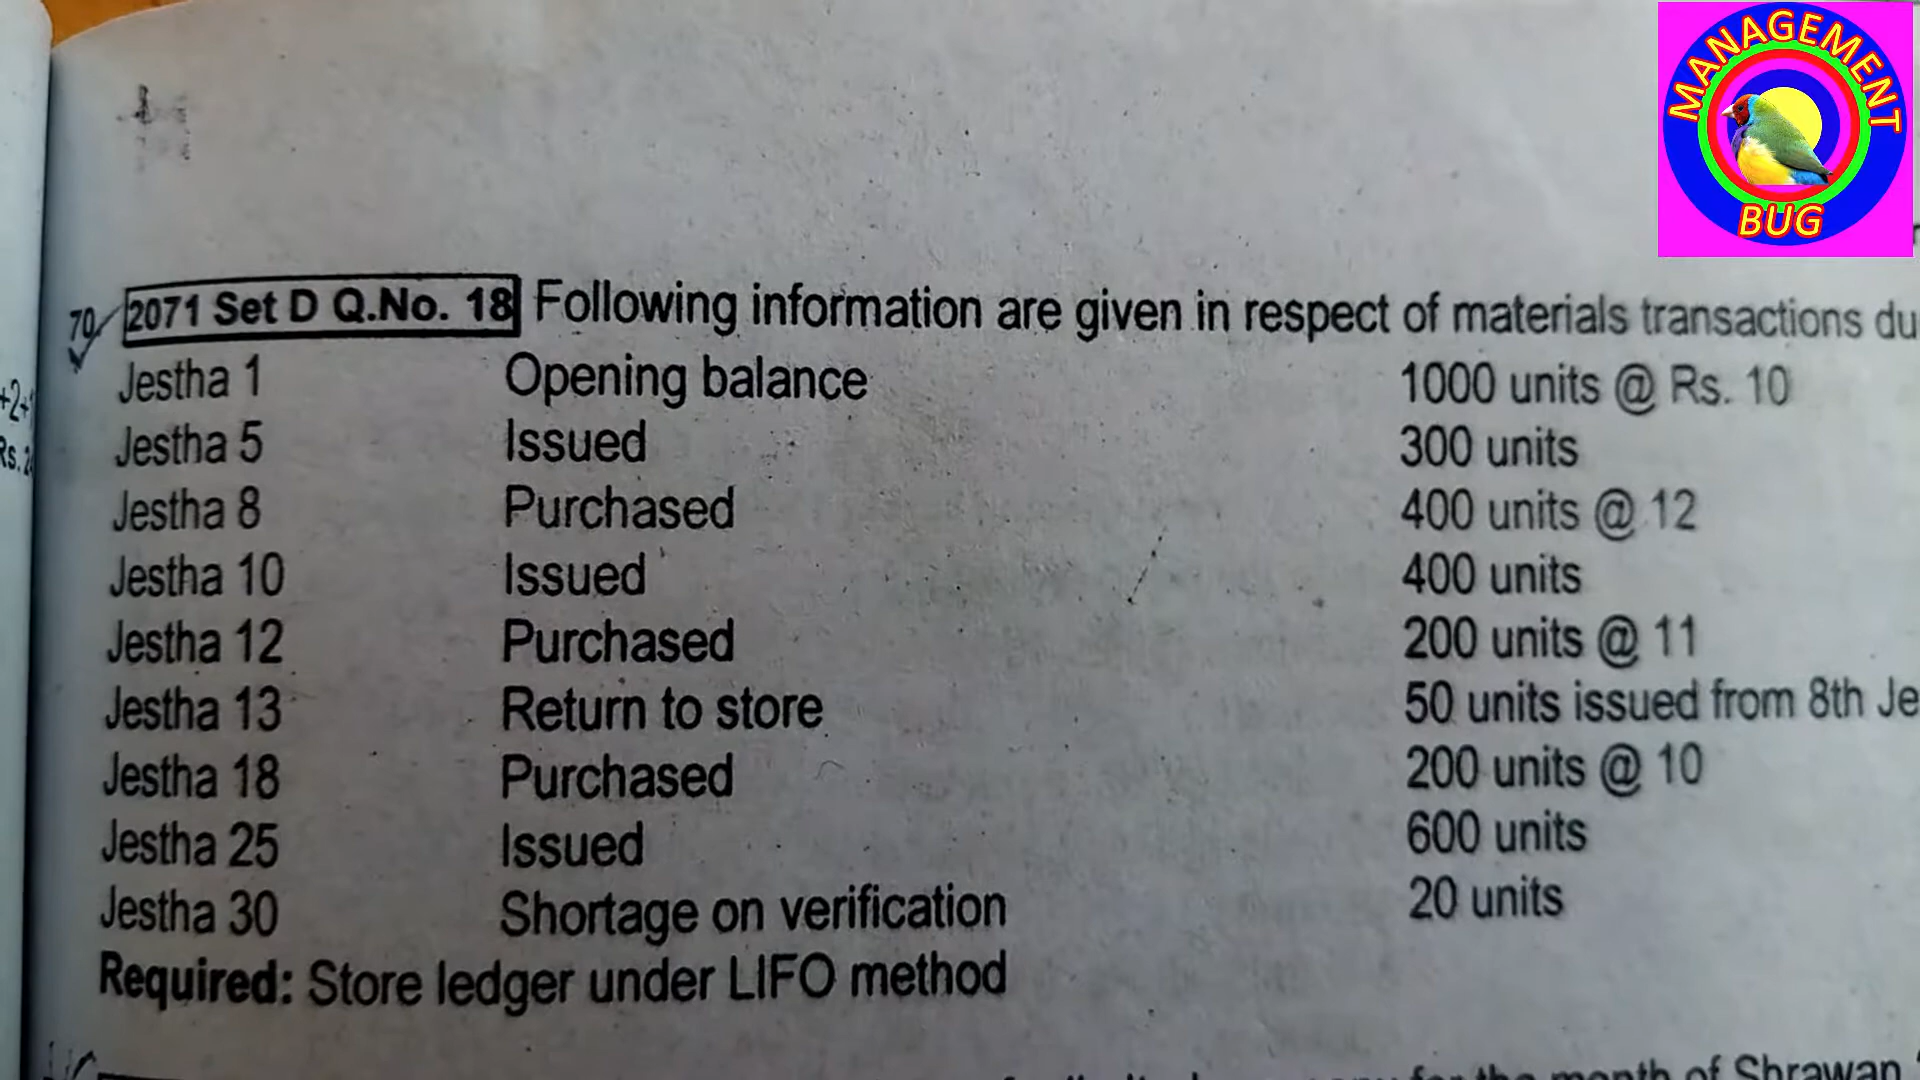 MANAGEMENT
BUG
70
2071 Set D Q.No. 18 Following information are given in respect of materials transactions du
Jestha 1 Opening balance 1000 units @ Rs. 10
Jestha 5 Issued 300 units
Jestha 8 Purchased 400 units @ 12
Jestha 10 Issued 400 units
Jestha 12 Purchased 200 units @ 11
Jestha 13 Return to store 50 units issued from 8th Je
Jestha 18 Purchased 200 units @ 10
Jestha 25 Issued 600 units
Jestha 30 Shortage on verification 20 units
Required: Store ledger under LIFO method
for the month of Shrawan